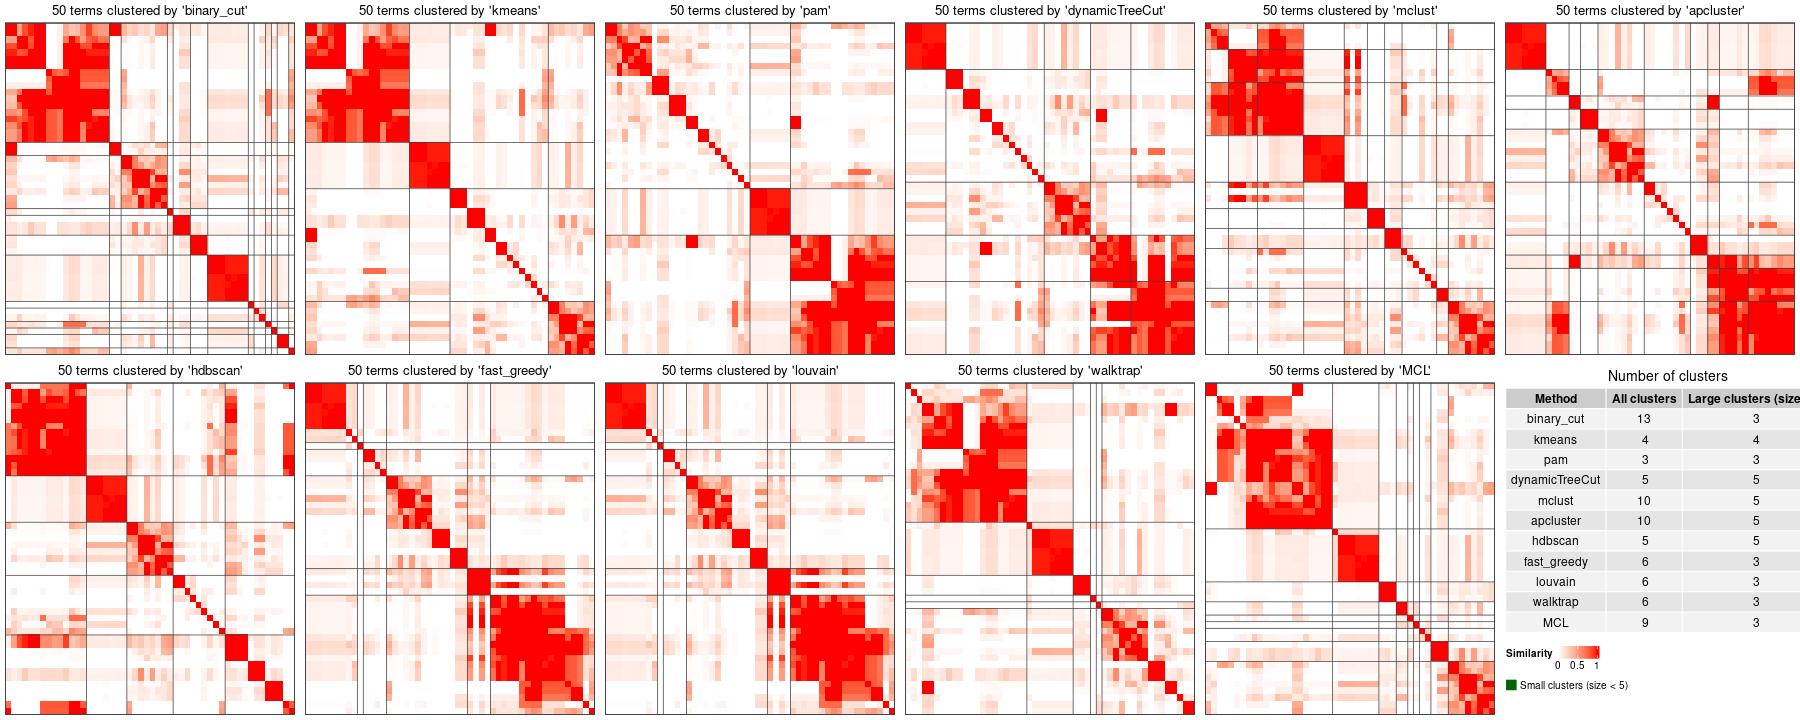 50 terms clustered by 'binary_cut'
50 terms clustered by 'kmeans'
50 terms clustered by 'pam'
50 terms clustered by 'dynamicTreeCut'
50 terms clustered by 'mclust'
50 terms clustered by 'apcluster'
50 terms clustered by 'hdbscan'
50 terms clustered by 'fast_greedy'
50 terms clustered by 'louvain'
50 terms clustered by 'walktrap'
50 terms clustered by 'MCL'
Number of clusters
Method All clusters Large clusters (size
binary_cut 13 3
kmeans 4 4
pam 3 3
dynamicTreeCut 5 5
mclust 10 5
apcluster 10 5
hdbscan 5 5
fast_greedy 6 3
louvain 6 3
walktrap 6 3
MCL 9 3
Similarity
0 0.5 1
Small clusters (size < 5)